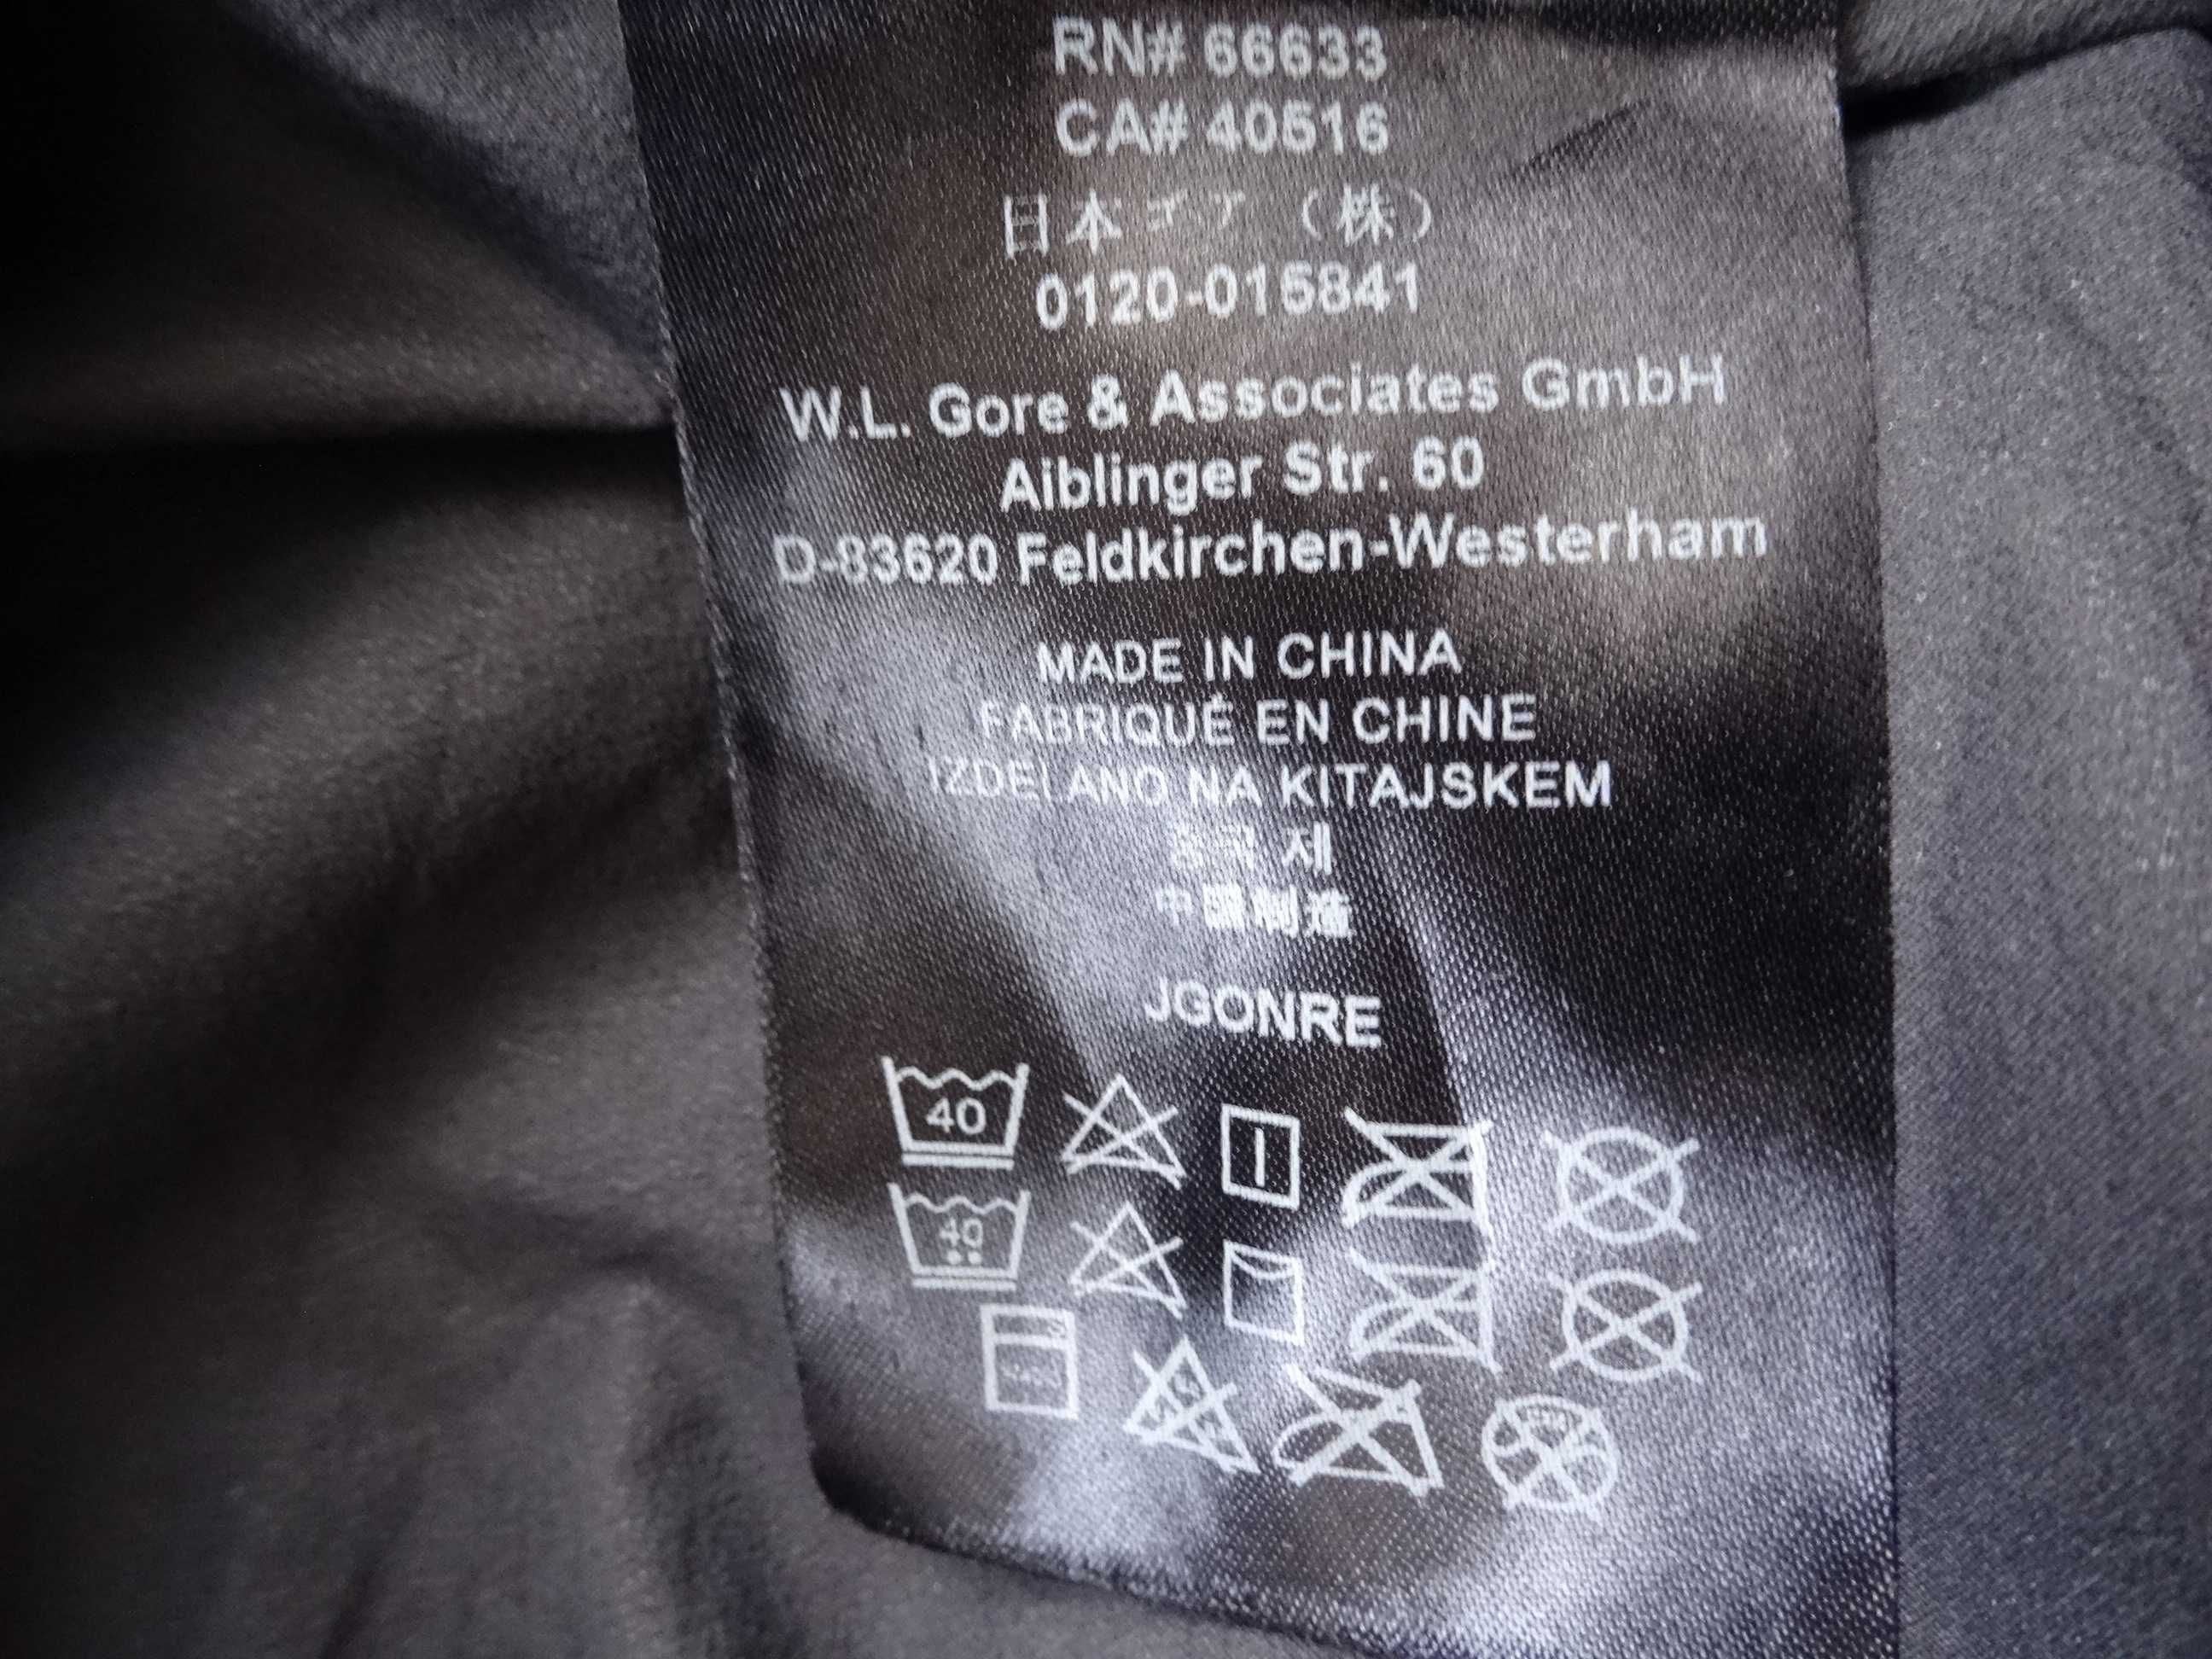 RN# 66633
CA# 40516
日本ゴア（株）
0120-015841
W.L. Gore & Associates GmbH
Aiblinger Str. 60
D-83620 Feldkirchen-Westerham
MADE IN CHINA
FABRIQUÉ EN CHINE
IZDELANO NA KITAJSKEM
중국 제
中國制造
JGONRE
40
40